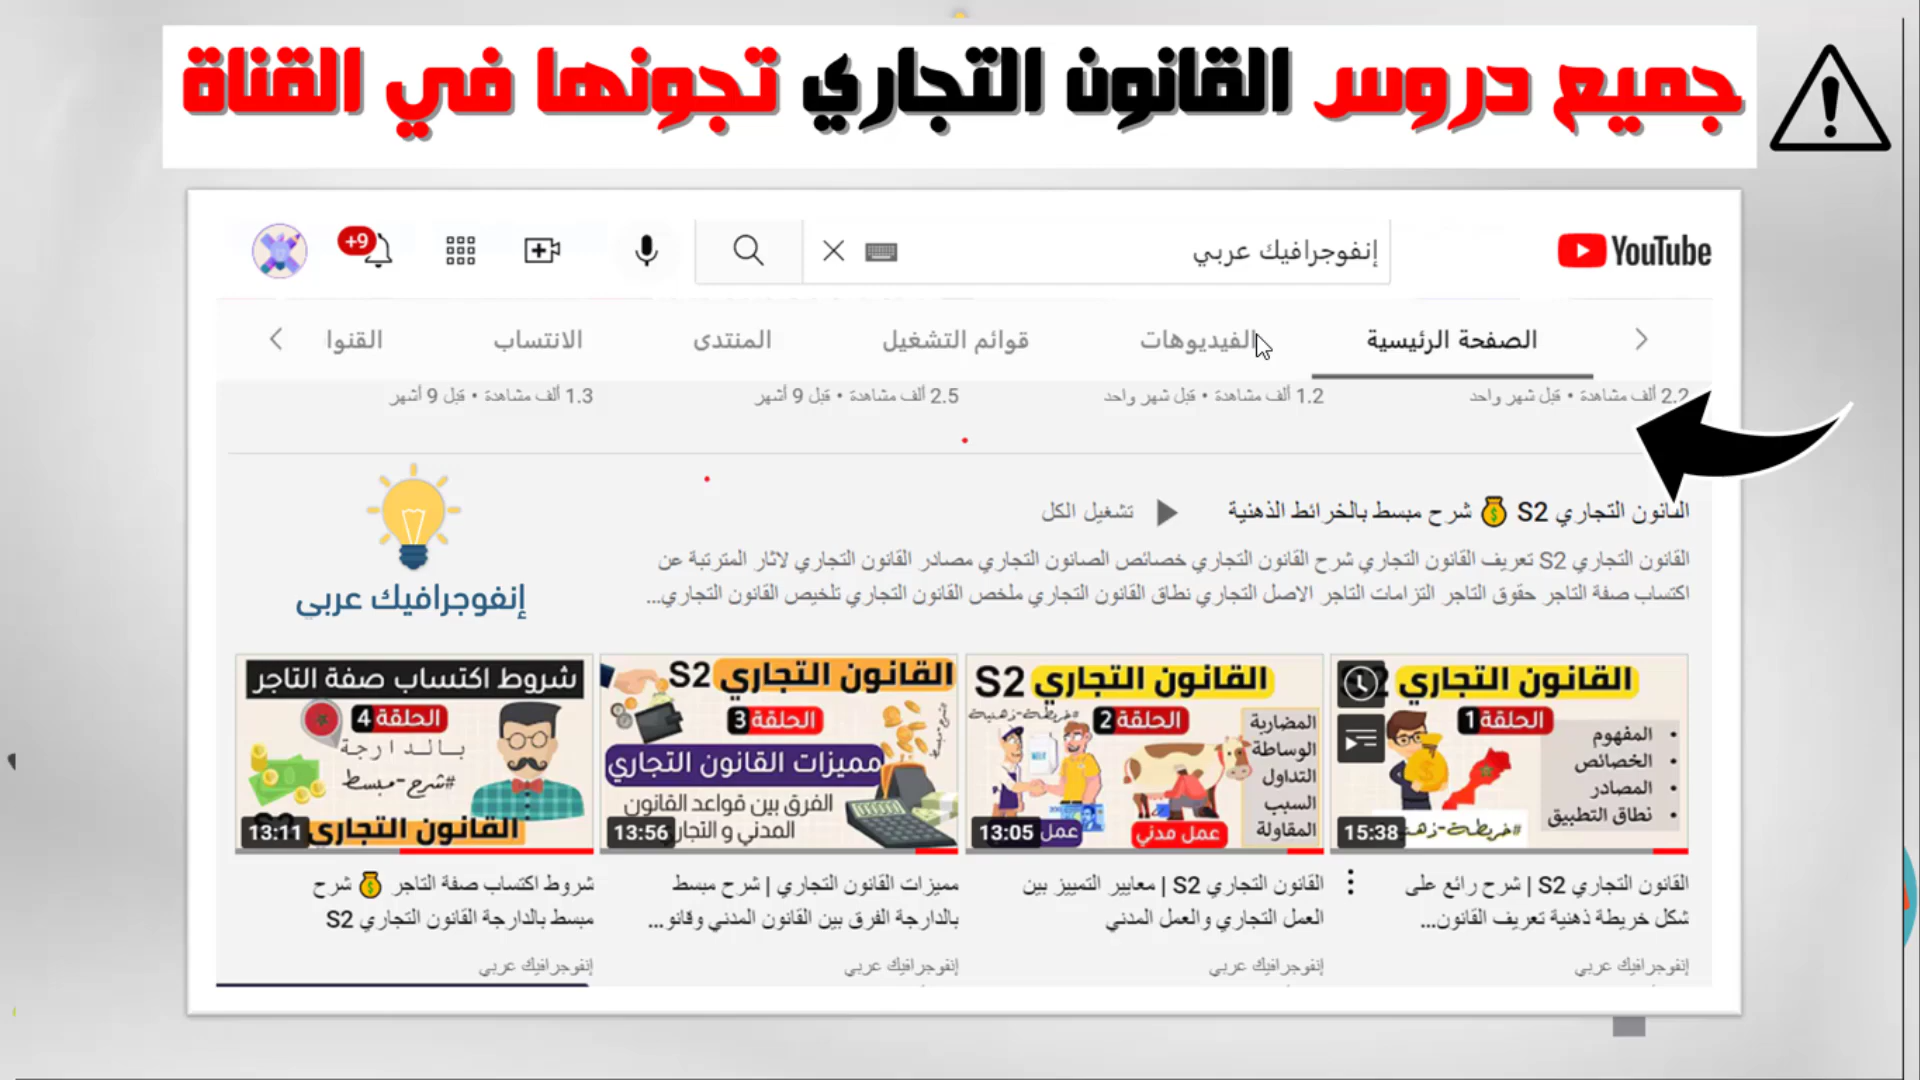 جميع دروس القانون التجاري تجونها في القناة
YouTube
إنفوجرافيك عربي
+9
الصفحة الرئيسية
الفيديوهات
قوائم التشغيل
المنتدى
الانتساب
القنوا
2.2 ألف مشاهدة • قبل شهر واحد
1.2 ألف مشاهدة • قبل شهر واحد
2.5 ألف مشاهدة • قبل 9 أشهر
1.3 ألف مشاهدة • قبل 9 أشهر
القانون التجاري S2 💰 شرح مبسط بالخرائط الذهنية
تشغيل الكل
القانون التجاري S2 تعريف القانون التجاري شرح القانون التجاري خصائص الصانون التجاري مصادر القانون التجاري لاثار المترتبة عن
اكتساب صفة التاجر حقوق التاجر التزامات التاجر الاصل التجاري نطاق القانون التجاري ملخص القانون التجاري تلخيص القانون التجاري...
إنفوجرافيك عربي
القانون التجاري
الحلقة 1
• المفهوم
• الخصائص
• المصادر
• نطاق التطبيق
15:38
القانون التجاري S2
الحلقة 2
#خريطة-ذهنية
المضاربة
الوساطة
التداول
السبب
المقاولة
عمل مدني
عمل
13:05
القانون التجاري S2
الحلقة 3
مميزات القانون التجاري
الفرق بين قواعد القانون
المدني و التجار
13:56
شروط اكتساب صفة التاجر
الحلقة 4
بالدارجة
#شرح-مبسط
القانون التجاري
13:11
القانون التجاري S2 | شرح رائع على
شكل خريطة ذهنية تعريف القانون...
إنفوجرافيك عربي
القانون التجاري S2 | معايير التمييز بين
العمل التجاري والعمل المدني
إنفوجرافيك عربي
مميزات القانون التجاري | شرح مبسط
بالدارجة الفرق بين القانون المدني وقانو...
إنفوجرافيك عربي
شروط اكتساب صفة التاجر 💰 شرح
مبسط بالدارجة القانون التجاري S2
إنفوجرافيك عربي